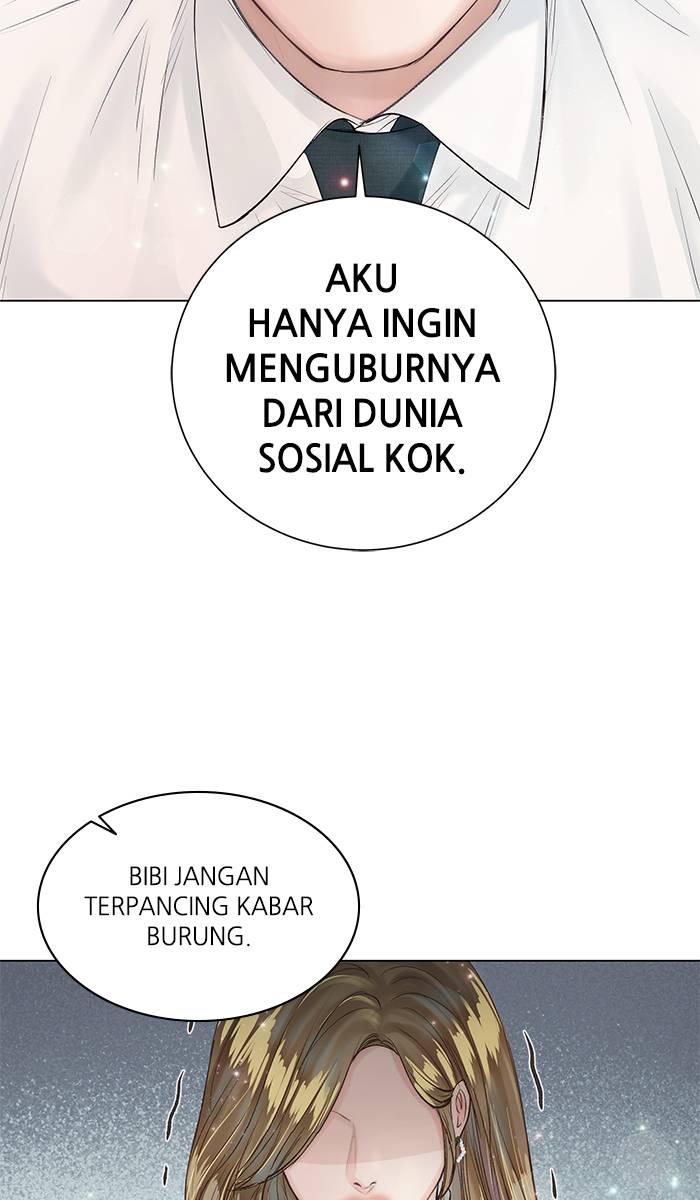 AKU
HANYA INGIN
MENGUBURNYA
DARI DUNIA
SOSIAL KOK.
BIBI JANGAN
TERPANCING KABAR
BURUNG.